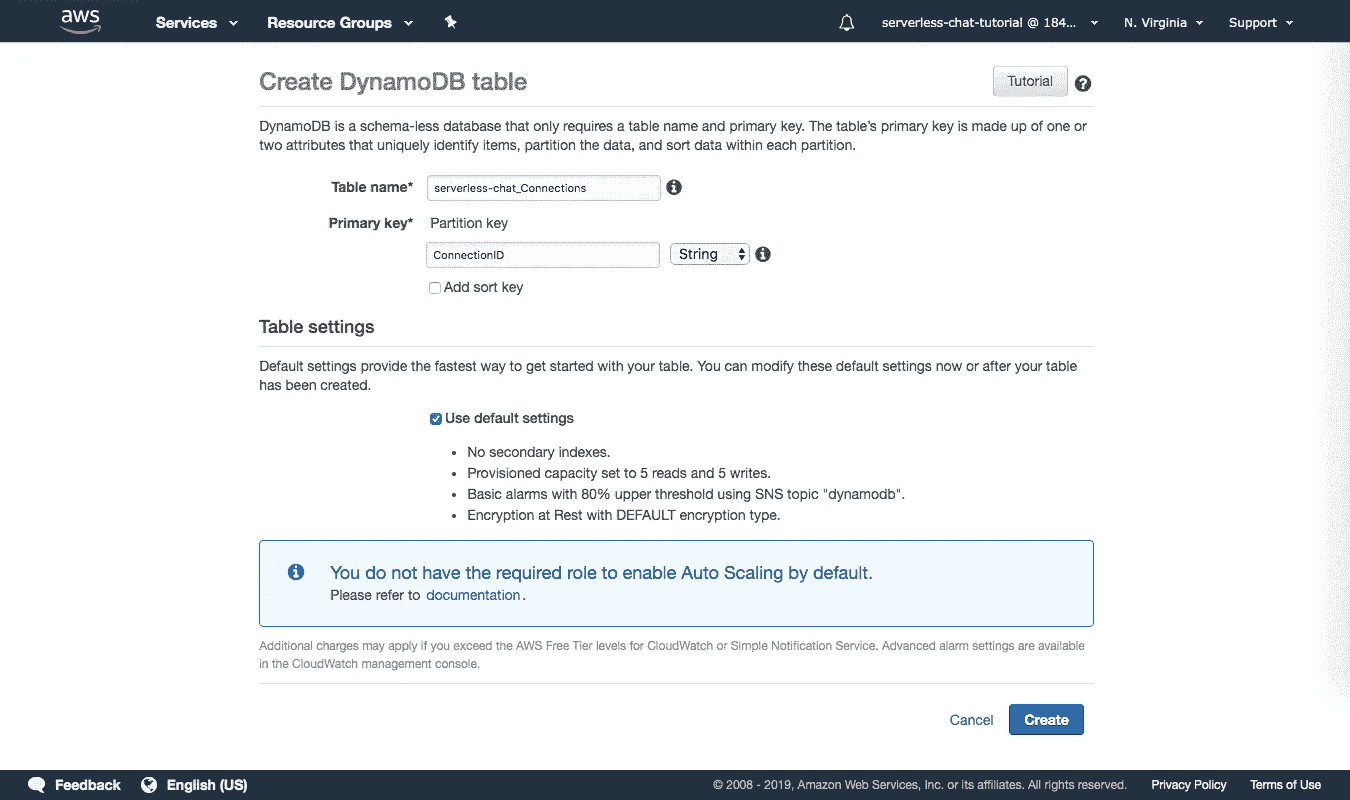 aws Services Resource Groups serverless-chat-tutorial @ 184... N. Virginia Support
Create DynamoDB table Tutorial
DynamoDB is a schema-less database that only requires a table name and primary key. The table's primary key is made up of one or
two attributes that uniquely identify items, partition the data, and sort data within each partition.
Table name* serverless-chat_Connections
Primary key* Partition key
ConnectionID String
Add sort key
Table settings
Default settings provide the fastest way to get started with your table. You can modify these default settings now or after your table
has been created.
Use default settings
• No secondary indexes.
• Provisioned capacity set to 5 reads and 5 writes.
• Basic alarms with 80% upper threshold using SNS topic "dynamodb".
• Encryption at Rest with DEFAULT encryption type.
You do not have the required role to enable Auto Scaling by default.
Please refer to documentation.
Additional charges may apply if you exceed the AWS Free Tier levels for CloudWatch or Simple Notification Service. Advanced alarm settings are available
in the CloudWatch management console.
Cancel Create
Feedback English (US) © 2008 - 2019, Amazon Web Services, Inc. or its affiliates. All rights reserved. Privacy Policy Terms of Use